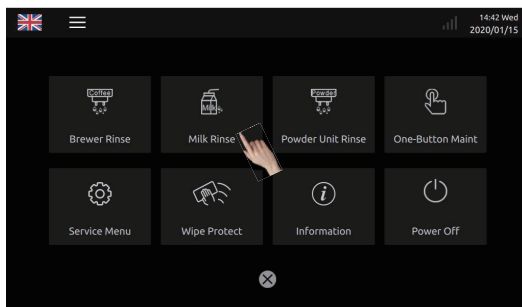 14:42 Wed
2020/01/15
Coffee
Milk
Powder
Brewer Rinse
Milk Rinse
Powder Unit Rinse
One-Button Maint
Service Menu
Wipe Protect
Information
Power Off